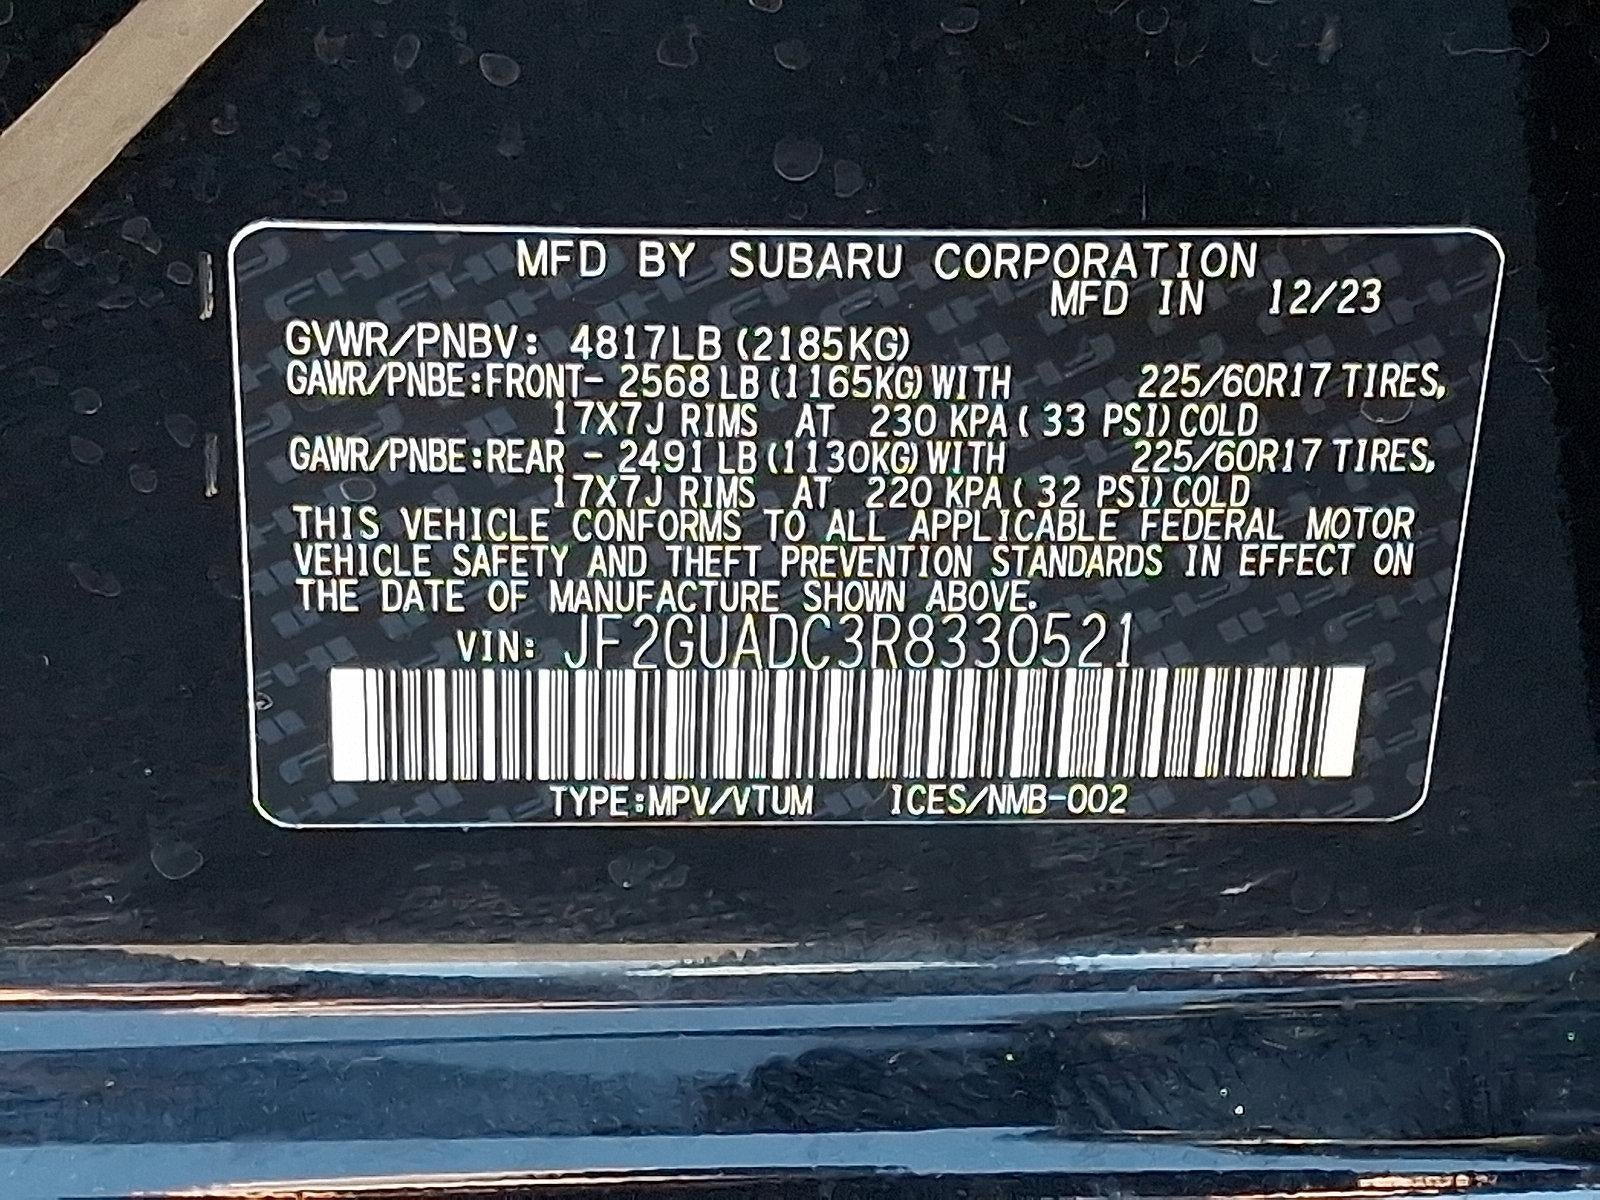 MFD BY SUBARU CORPORATION
MFD IN 12/23
GVWR/PNBV: 4817LB (2185KG)
GAWR/PNBE:FRONT- 2568 LB (1165KG) WITH 225/60R17 TIRES,
17X7J RIMS AT 230 KPA ( 33 PSI) COLD
GAWR/PNBE:REAR - 2491 LB (1130KG) WITH 225/60R17 TIRES,
17X7J RIMS AT 220 KPA ( 32 PSI) COLD
THIS VEHICLE CONFORMS TO ALL APPLICABLE FEDERAL MOTOR
VEHICLE SAFETY AND THEFT PREVENTION STANDARDS IN EFFECT ON
THE DATE OF MANUFACTURE SHOWN ABOVE.
VIN: JF2GUADC3R8330521
TYPE:MPV/VTUM ICES/NMB-002